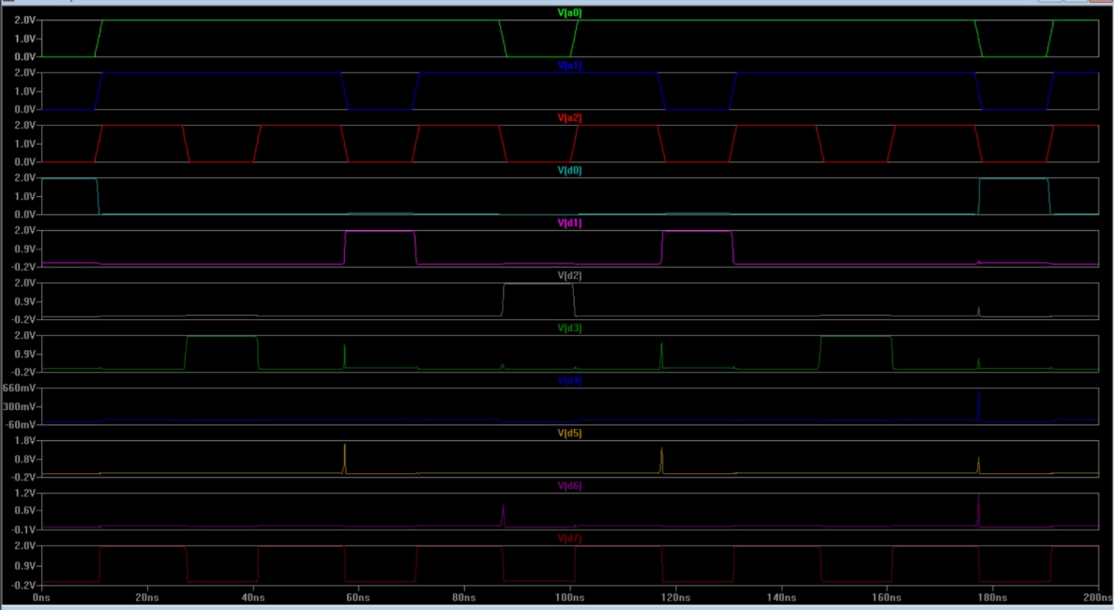 V(a0)
2.0V
1.0V
0.0V
V(a1)
2.0V
1.0V
0.0V
V(a2)
2.0V
1.0V
0.0V
V(d0)
2.0V
1.0V
0.0V
V(d1)
2.0V
0.9V
-0.2V
V(d2)
2.0V
0.9V
-0.2V
V(d3)
2.0V
0.9V
-0.2V
V(d4)
660mV
300mV
-60mV
V(d5)
1.8V
0.8V
-0.2V
V(d6)
1.2V
0.6V
-0.1V
V(d7)
2.0V
0.9V
-0.2V
0ns 20ns 40ns 60ns 80ns 100ns 120ns 140ns 160ns 180ns 200ns